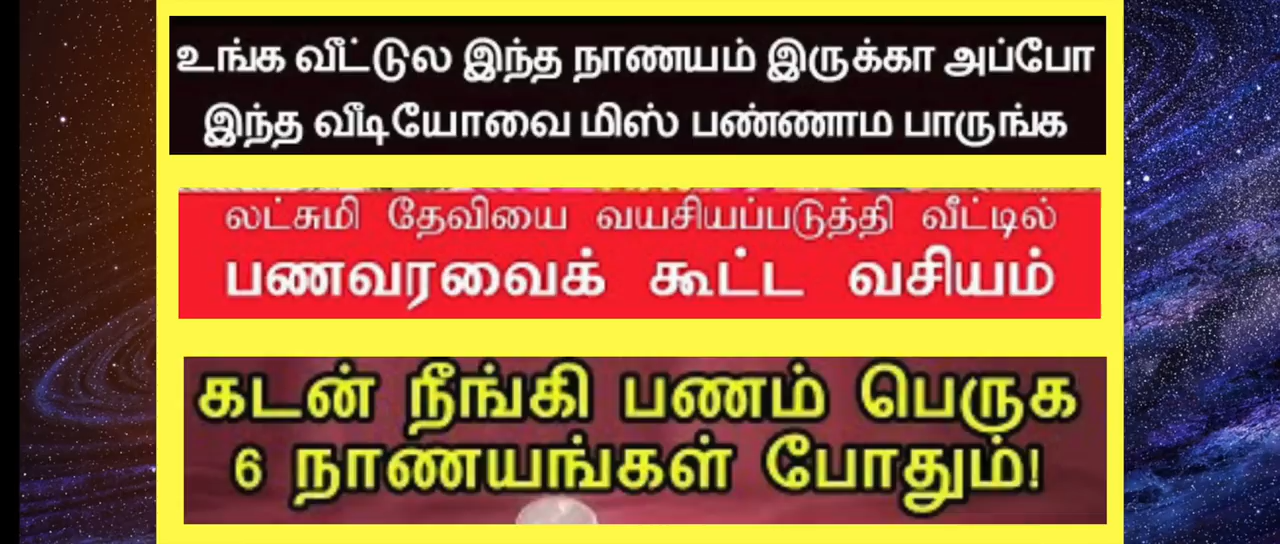 உங்க வீட்டுல இந்த நாணயம் இருக்கா அப்போ
இந்த வீடியோவை மிஸ் பண்ணாம பாருங்க
லட்சுமி தேவியை வயசியப்படுத்தி வீட்டில்
பணவரவைக் கூட்ட வசியம்
கடன் நீங்கி பணம் பெருக
6 நாணயங்கள் போதும்!